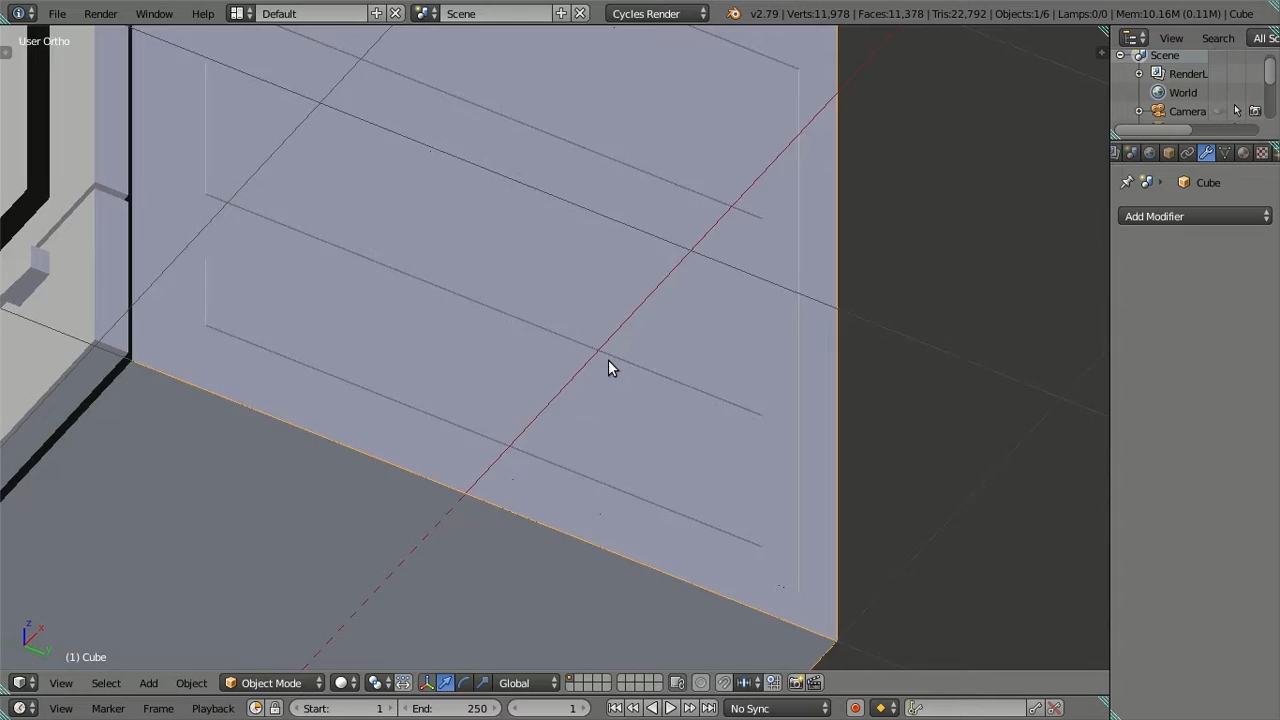 File Render Window Help Default Scene Cycles Render v2.79 | Verts:11,978 | Faces:11,378 | Tris:22,792 | Objects:1/6 | Lamps:0/0 | Mem:10.16M (0.11M) | Cube
User Ortho
View Search All Sc
Scene
RenderL
World
Camera
Cube
Add Modifier
z
x
y
(1) Cube
View Select Add Object Object Mode Global
View Marker Frame Playback Start: 1 End: 250 1 No Sync